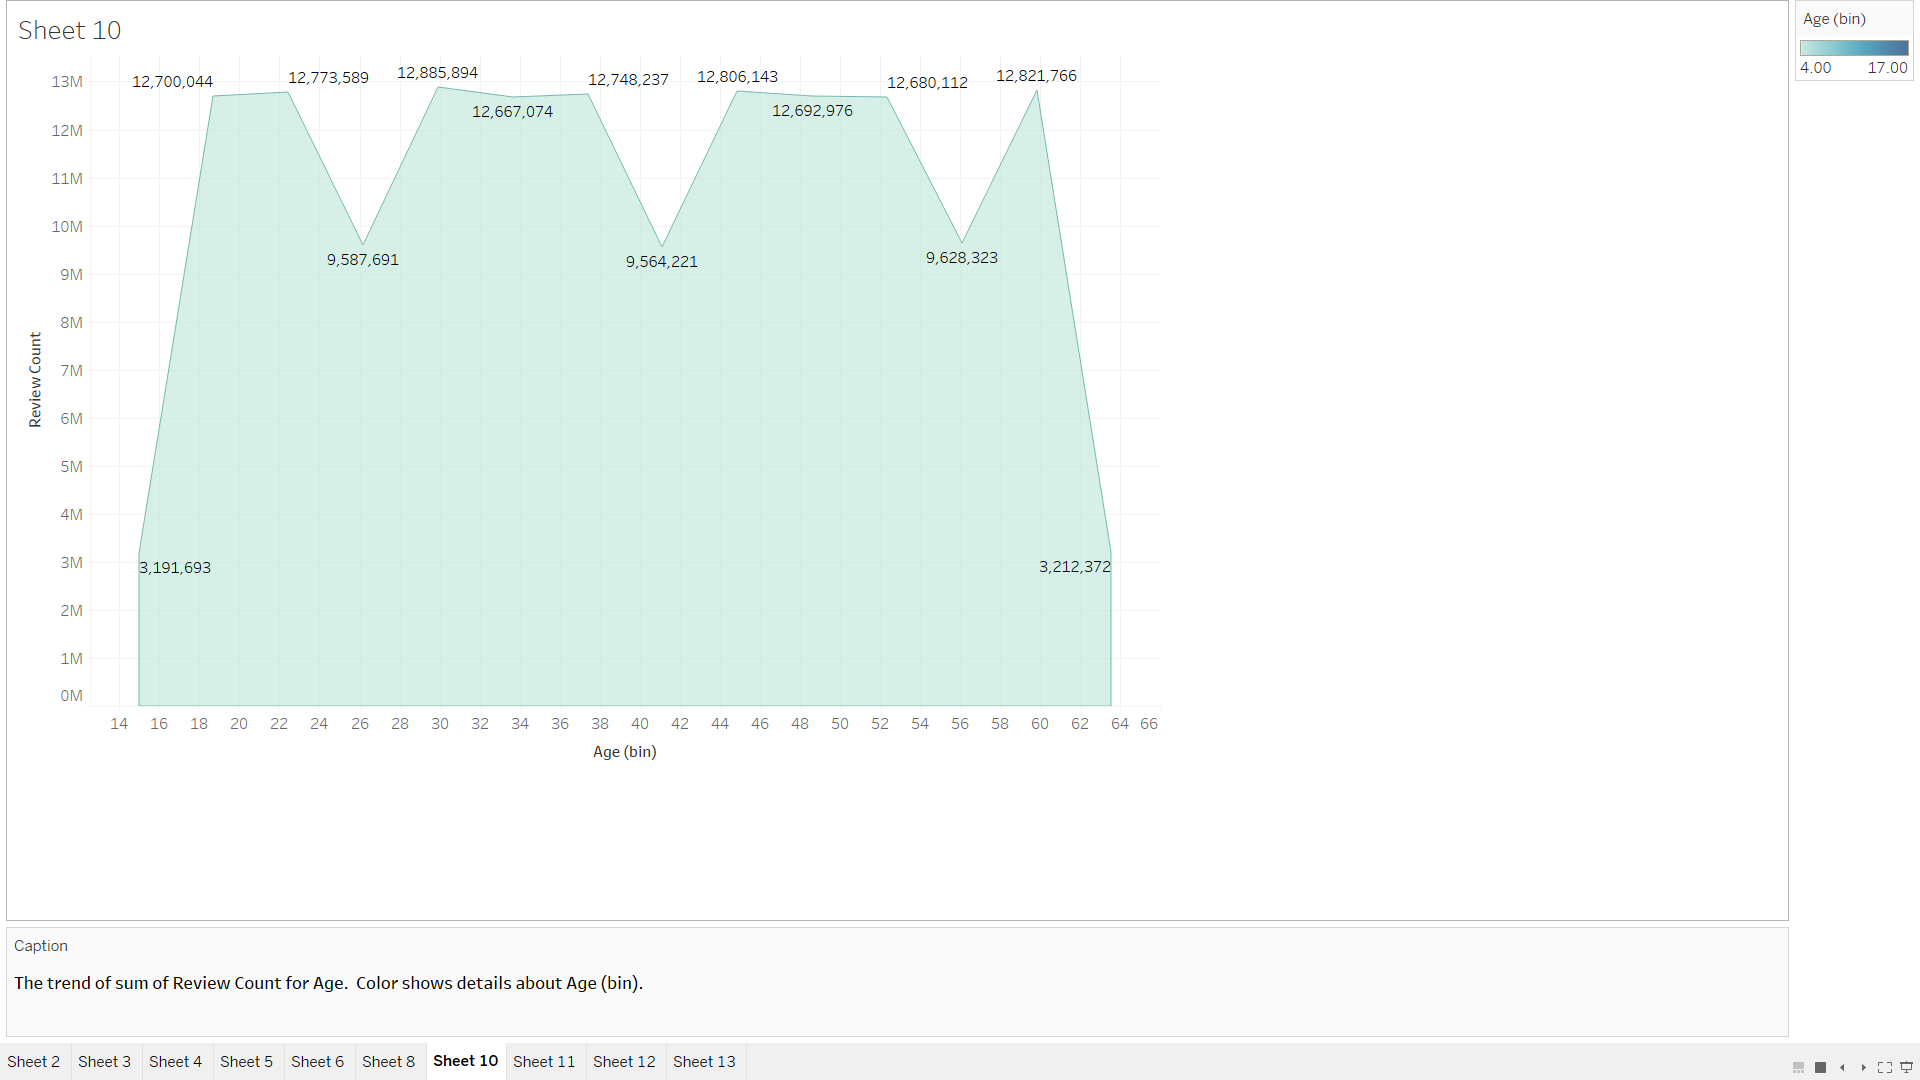 Sheet 10
Age (bin)
4.00 17.00
13M
12M
11M
10M
9M
8M
7M
6M
5M
4M
3M
2M
1M
0M
Review Count
12,700,044
12,773,589
12,885,894
12,667,074
12,748,237
12,806,143
12,692,976
12,680,112
12,821,766
9,587,691
9,564,221
9,628,323
3,191,693
3,212,372
14 16 18 20 22 24 26 28 30 32 34 36 38 40 42 44 46 48 50 52 54 56 58 60 62 64 66
Age (bin)
Caption
The trend of sum of Review Count for Age. Color shows details about Age (bin).
Sheet 2 Sheet 3 Sheet 4 Sheet 5 Sheet 6 Sheet 8 Sheet 10 Sheet 11 Sheet 12 Sheet 13